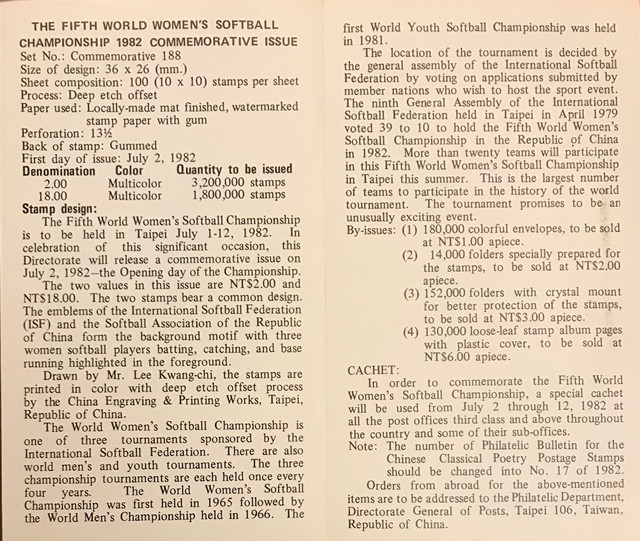 THE FIFTH WORLD WOMEN'S SOFTBALL
CHAMPIONSHIP 1982 COMMEMORATIVE ISSUE
Set No.: Commemorative 188
Size of design: 36 x 26 (mm.)
Sheet composition: 100 (10 x 10) stamps per sheet
Process: Deep etch offset
Paper used: Locally-made mat finished, watermarked
stamp paper with gum
Perforation: 13½
Back of stamp: Gummed
First day of issue: July 2, 1982
Denomination Color Quantity to be issued
2.00 Multicolor 3,200,000 stamps
18.00 Multicolor 1,800,000 stamps
Stamp design:
The Fifth World Women's Softball Championship
is to be held in Taipei July 1-12, 1982. In
celebration of this significant occasion, this
Directorate will release a commemorative issue on
July 2, 1982—the Opening day of the Championship.
The two values in this issue are NT$2.00 and
NT$18.00. The two stamps bear a common design.
The emblems of the International Softball Federation
(ISF) and the Softball Association of the Republic
of China form the background motif with three
women softball players batting, catching, and base
running highlighted in the foreground.
Drawn by Mr. Lee Kwang-chi, the stamps are
printed in color with deep etch offset process
by the China Engraving & Printing Works, Taipei,
Republic of China.
The World Women's Softball Championship is
one of three tournaments sponsored by the
International Softball Federation. There are also
world men's and youth tournaments. The three
championship tournaments are each held once every
four years. The World Women's Softball
Championship was first held in 1965 followed by
the World Men's Championship held in 1966. The
first World Youth Softball Championship was held
in 1981.
The location of the tournament is decided by
the general assembly of the International Softball
Federation by voting on applications submitted by
member nations who wish to host the sport event.
The ninth General Assembly of the International
Softball Federation held in Taipei in April 1979
voted 39 to 10 to hold the Fifth World Women's
Softball Championship in the Republic of China
in 1982. More than twenty teams will participate
in this Fifth World Women's Softball Championship
in Taipei this summer. This is the largest number
of teams to participate in the history of the world
tournament. The tournament promises to be an
unusually exciting event.
By-issues: (1) 180,000 colorful envelopes, to be sold
at NT$1.00 apiece.
(2) 14,000 folders specially prepared for
the stamps, to be sold at NT$2.00
apiece.
(3) 152,000 folders with crystal mount
for better protection of the stamps,
to be sold at NT$3.00 apiece.
(4) 130,000 loose-leaf stamp album pages
with plastic cover, to be sold at
NT$6.00 apiece.
CACHET:
In order to commemorate the Fifth World
Women's Softball Championship, a special cachet
will be used from July 2 through 12, 1982 at
all the post offices third class and above throughout
the country and some of their sub-offices.
Note: The number of Philatelic Bulletin for the
Chinese Classical Poetry Postage Stamps
should be changed into No. 17 of 1982.
Orders from abroad for the above-mentioned
items are to be addressed to the Philatelic Department,
Directorate General of Posts, Taipei 106, Taiwan,
Republic of China.